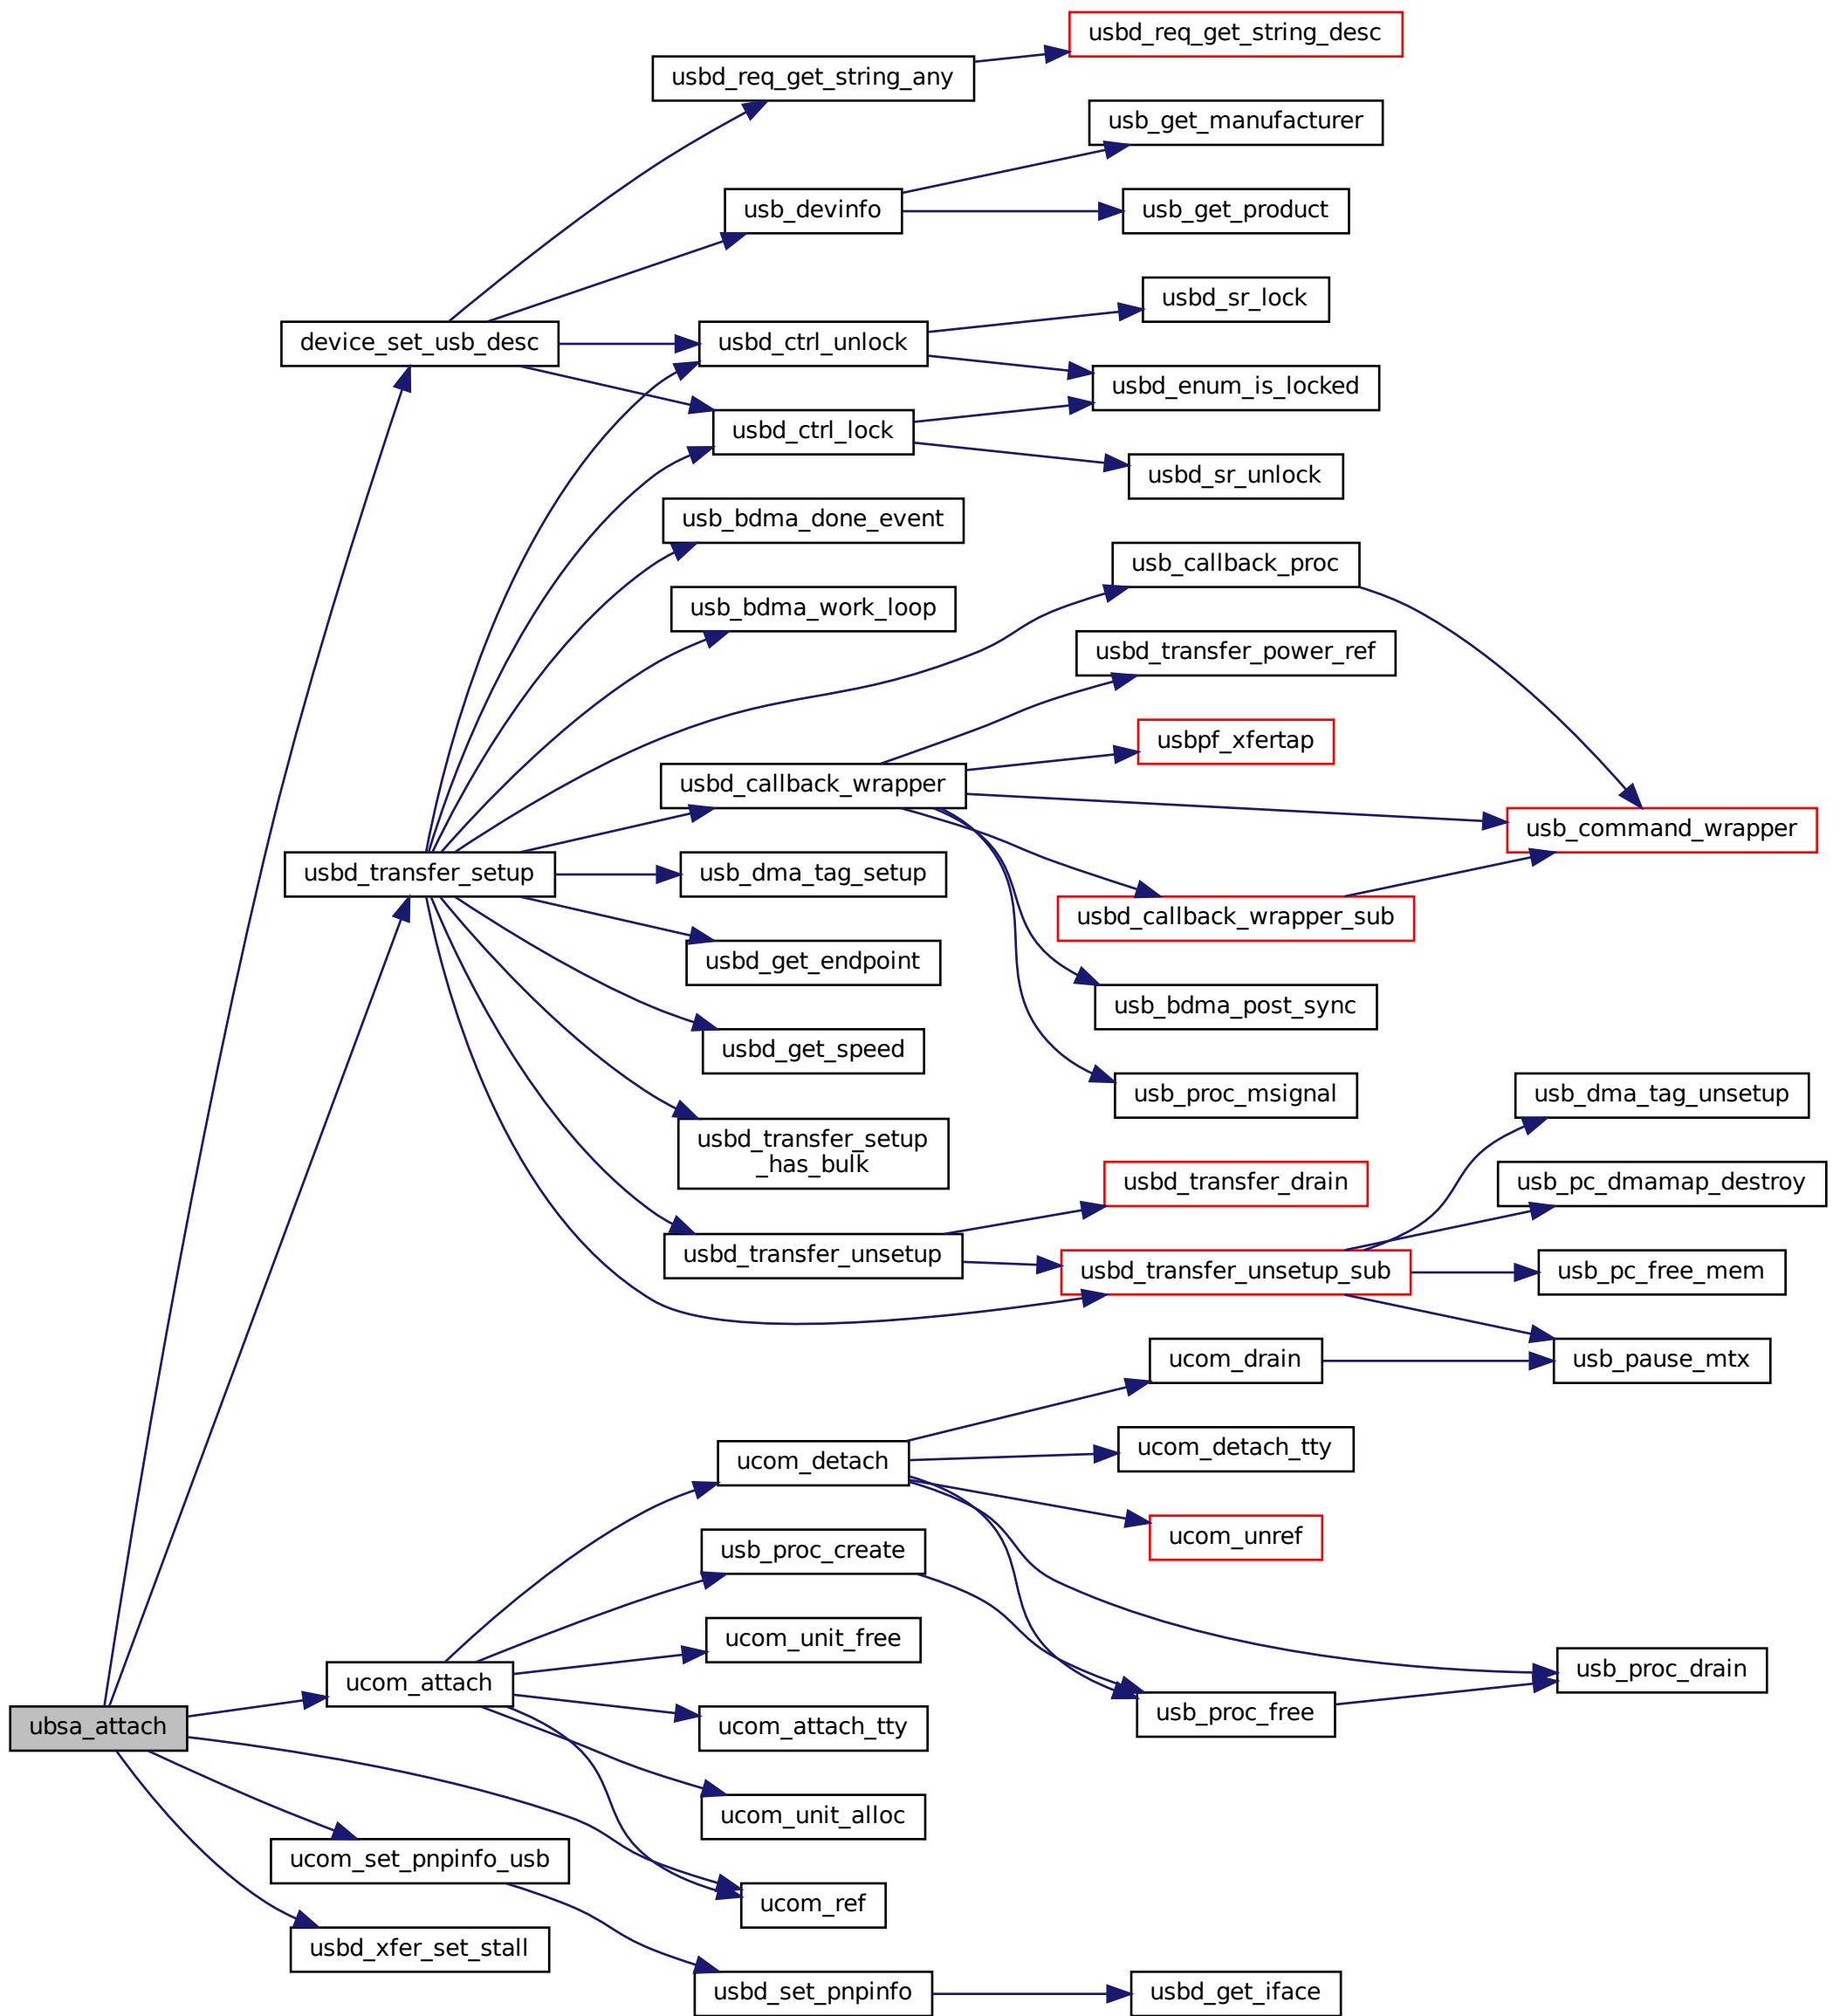 usbd_req_get_string_desc
usbd_req_get_string_any
usb_get_manufacturer
usb_devinfo
usb_get_product
usbd_sr_lock
device_set_usb_desc
usbd_ctrl_unlock
usbd_enum_is_locked
usbd_ctrl_lock
usbd_sr_unlock
usb_bdma_done_event
usb_callback_proc
usb_bdma_work_loop
usbd_transfer_power_ref
usbpf_xfertap
usbd_callback_wrapper
usb_command_wrapper
usbd_transfer_setup
usb_dma_tag_setup
usbd_callback_wrapper_sub
usbd_get_endpoint
usb_bdma_post_sync
usbd_get_speed
usb_proc_msignal
usb_dma_tag_unsetup
usbd_transfer_setup
_has_bulk
usbd_transfer_drain
usb_pc_dmamap_destroy
usbd_transfer_unsetup
usbd_transfer_unsetup_sub
usb_pc_free_mem
ucom_drain
usb_pause_mtx
ucom_detach
ucom_detach_tty
ucom_unref
usb_proc_create
ucom_unit_free
usb_proc_drain
ucom_attach
usb_proc_free
ubsa_attach
ucom_attach_tty
ucom_unit_alloc
ucom_set_pnpinfo_usb
ucom_ref
usbd_xfer_set_stall
usbd_set_pnpinfo
usbd_get_iface